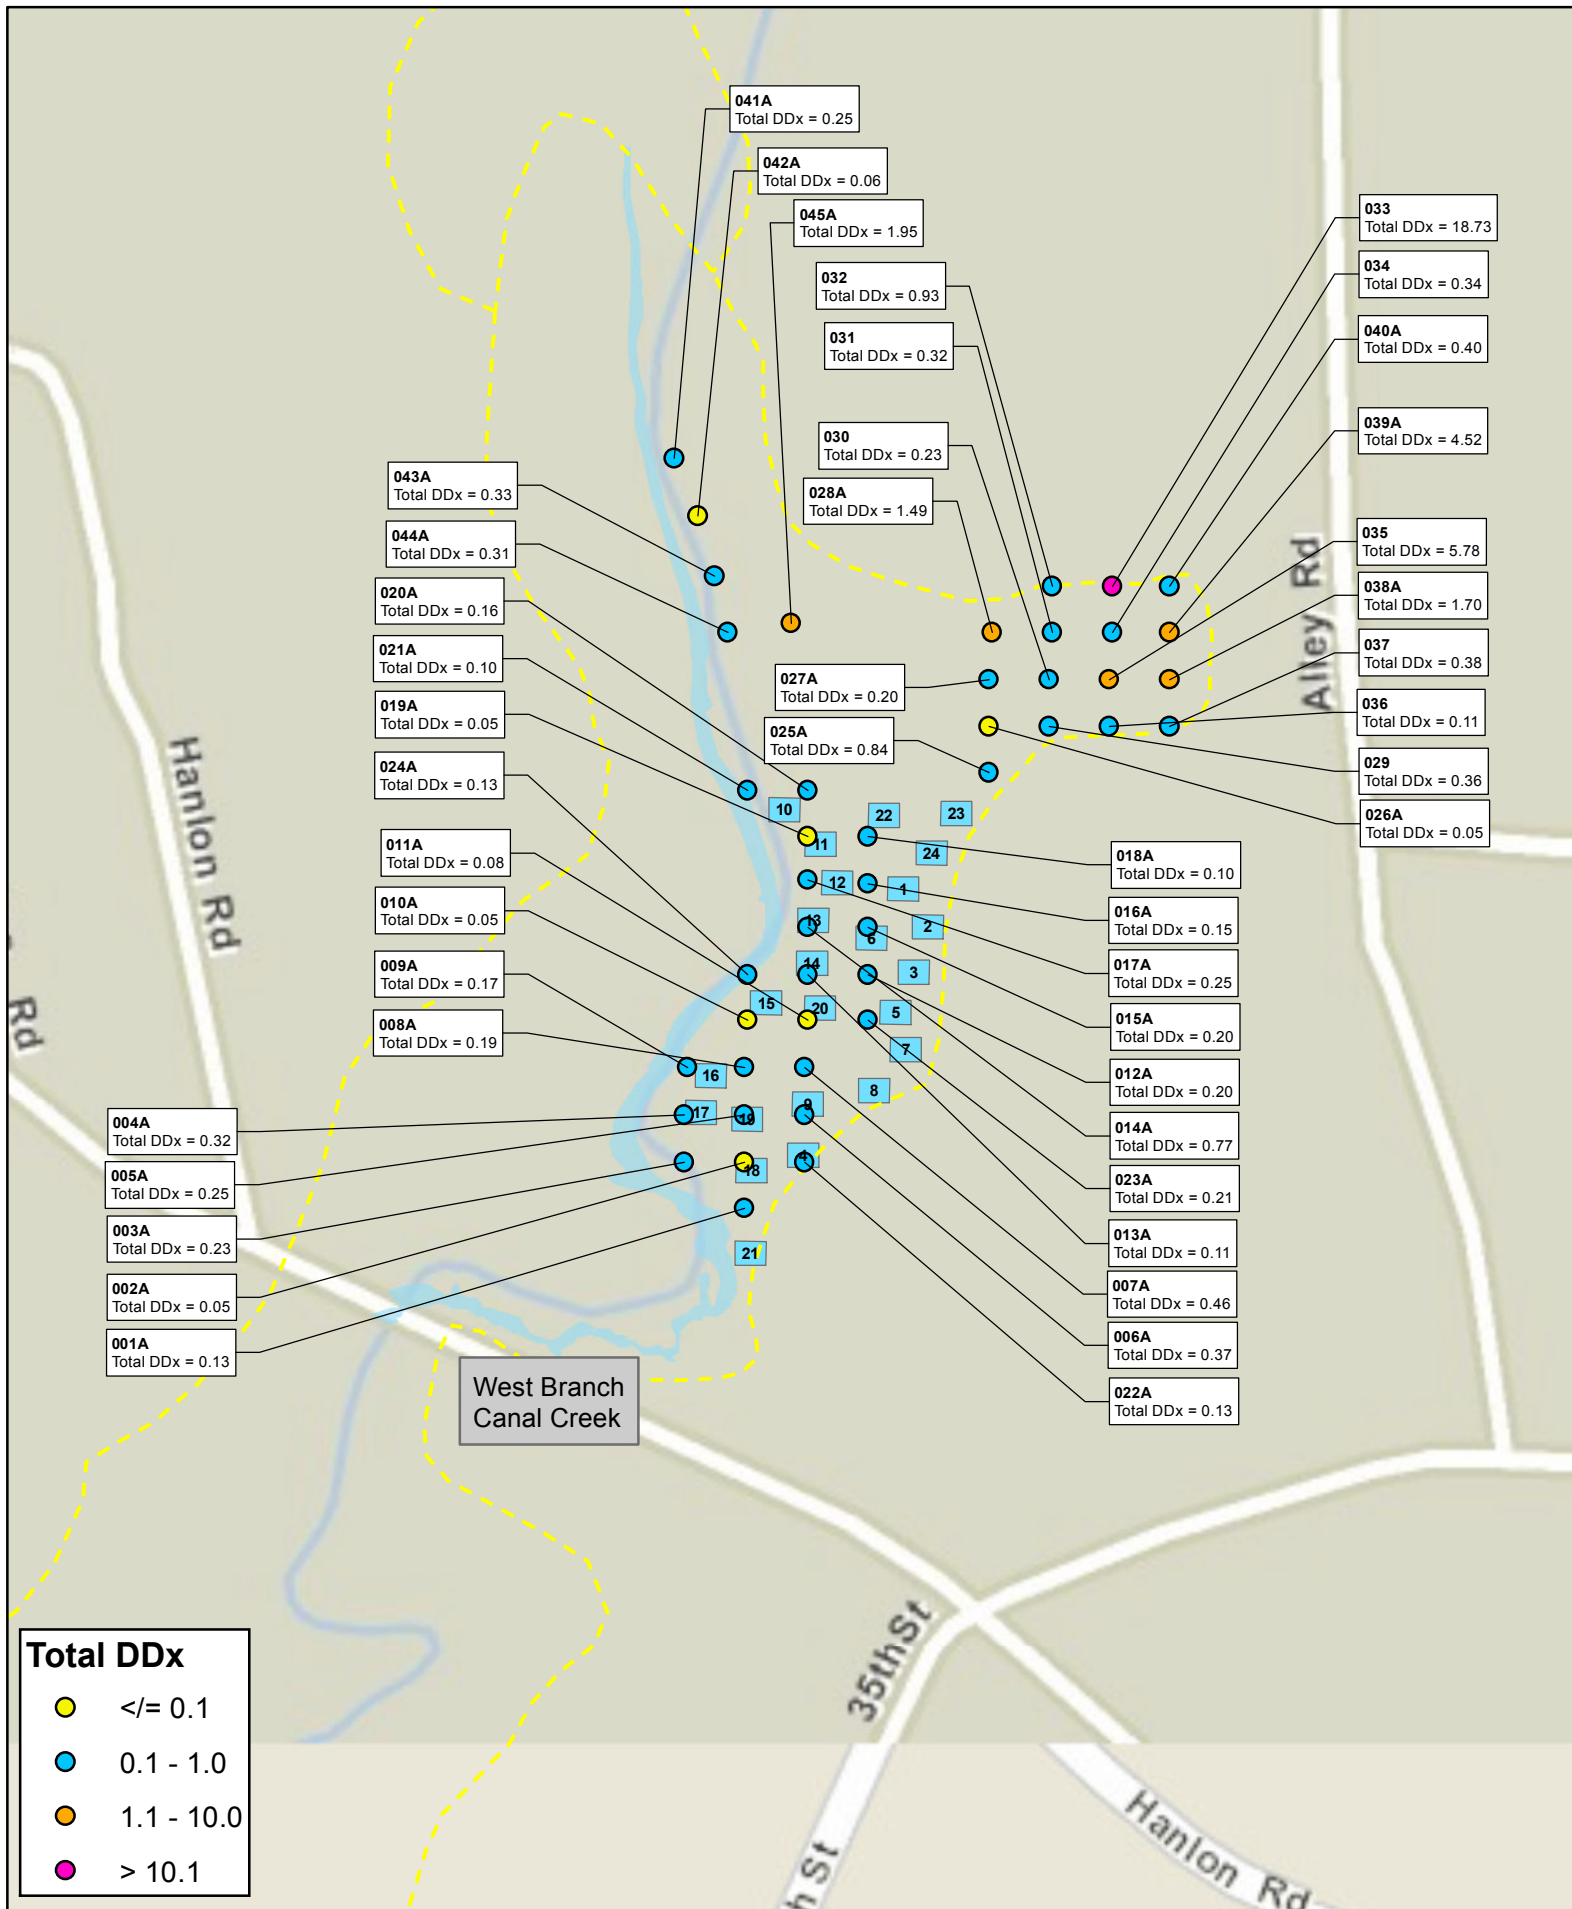 041A
Total DDx = 0.25
042A
Total DDx = 0.06
045A
Total DDx = 1.95
033
Total DDx = 18.73
032
Total DDx = 0.93
034
Total DDx = 0.34
031
Total DDx = 0.32
040A
Total DDx = 0.40
030
Total DDx = 0.23
039A
Total DDx = 4.52
043A
Total DDx = 0.33
028A
Total DDx = 1.49
044A
Total DDx = 0.31
035
Total DDx = 5.78
020A
Total DDx = 0.16
038A
Total DDx = 1.70
021A
Total DDx = 0.10
037
Total DDx = 0.38
027A
Total DDx = 0.20
019A
Total DDx = 0.05
036
Total DDx = 0.11
025A
Total DDx = 0.84
024A
Total DDx = 0.13
029
Total DDx = 0.36
026A
Total DDx = 0.05
011A
Total DDx = 0.08
018A
Total DDx = 0.10
010A
Total DDx = 0.05
016A
Total DDx = 0.15
009A
Total DDx = 0.17
017A
Total DDx = 0.25
008A
Total DDx = 0.19
015A
Total DDx = 0.20
012A
Total DDx = 0.20
004A
Total DDx = 0.32
014A
Total DDx = 0.77
005A
Total DDx = 0.25
023A
Total DDx = 0.21
003A
Total DDx = 0.23
013A
Total DDx = 0.11
002A
Total DDx = 0.05
007A
Total DDx = 0.46
001A
Total DDx = 0.13
006A
Total DDx = 0.37
022A
Total DDx = 0.13
10
22
23
11
24
12
1
13
2
6
14
3
15
20
5
7
16
8
17
19
9
4
18
21
Hanlon Rd
Rd
Alley Rd
West Branch
Canal Creek
35th St
h St
Hanlon Rd
Total DDx
</= 0.1
0.1 - 1.0
1.1 - 10.0
> 10.1